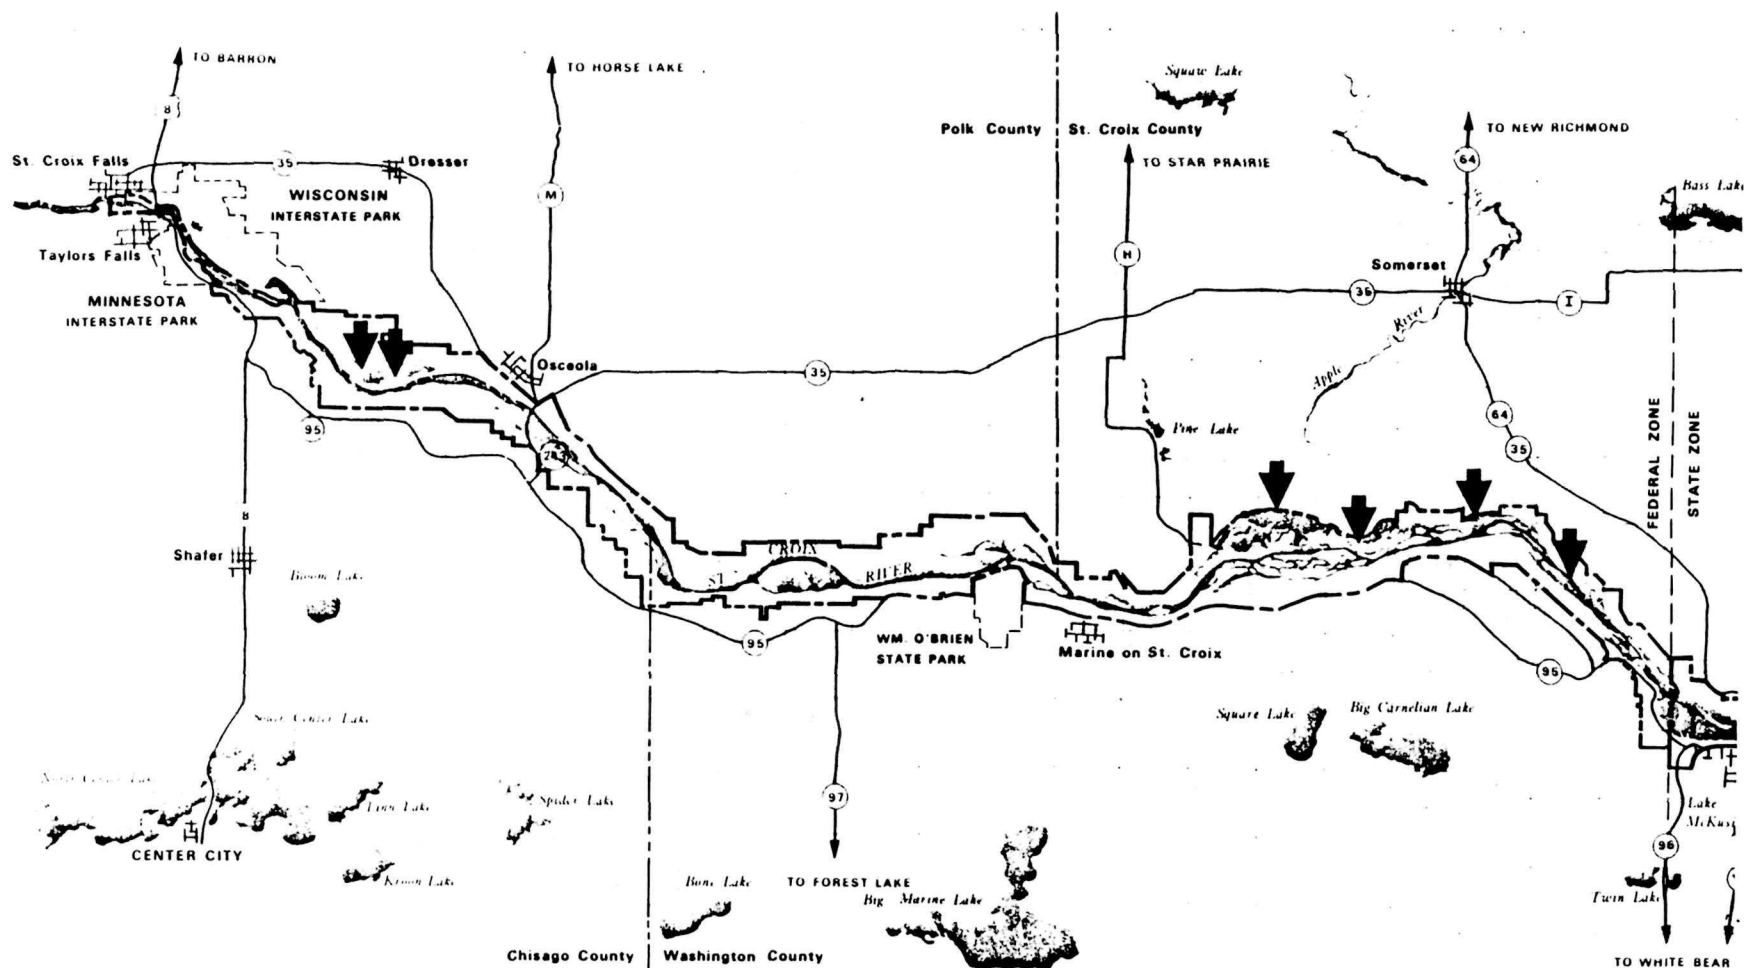 TO BARRON
TO HORSE LAKE
Squaw Lake
8
Polk County
St. Croix County
TO NEW RICHMOND
St. Croix Falls
35
Dresser
TO STAR PRAIRIE
64
WISCONSIN
INTERSTATE PARK
M
Bass Lake
Taylors Falls
H
Somerset
MINNESOTA
INTERSTATE PARK
35
I
Apple River
Osceola
35
95
64
Pine Lake
FEDERAL ZONE
STATE ZONE
243
35
8
Shafer
ST. CROIX RIVER
95
WM. O'BRIEN
STATE PARK
Marine on St. Croix
95
Square Lake
Big Carnelian Lake
Center Lake
Linn Lake
Spider Lake
97
Lake
CENTER CITY
96
Kroon Lake
Bone Lake
TO FOREST LAKE
Big Marine Lake
Twin Lake
Chisago County
Washington County
TO WHITE BEAR